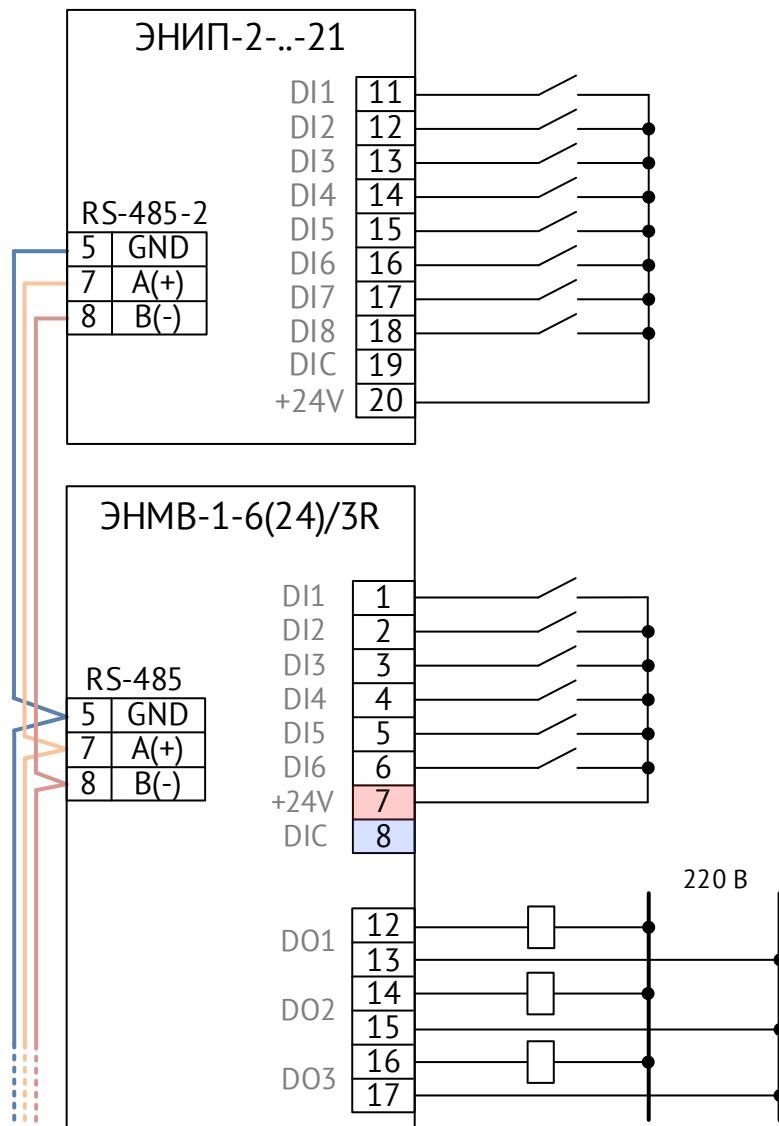 ЭНИП-2-..-21
DI1 11
DI2 12
DI3 13
DI4 14
DI5 15
DI6 16
DI7 17
DI8 18
DIC 19
+24V 20
RS-485-2
5 GND
7 A(+)
8 B(-)
ЭНМВ-1-6(24)/3R
DI1 1
DI2 2
DI3 3
DI4 4
DI5 5
DI6 6
+24V 7
DIC 8
RS-485
5 GND
7 A(+)
8 B(-)
220 В
DO1 12
13
DO2 14
15
DO3 16
17